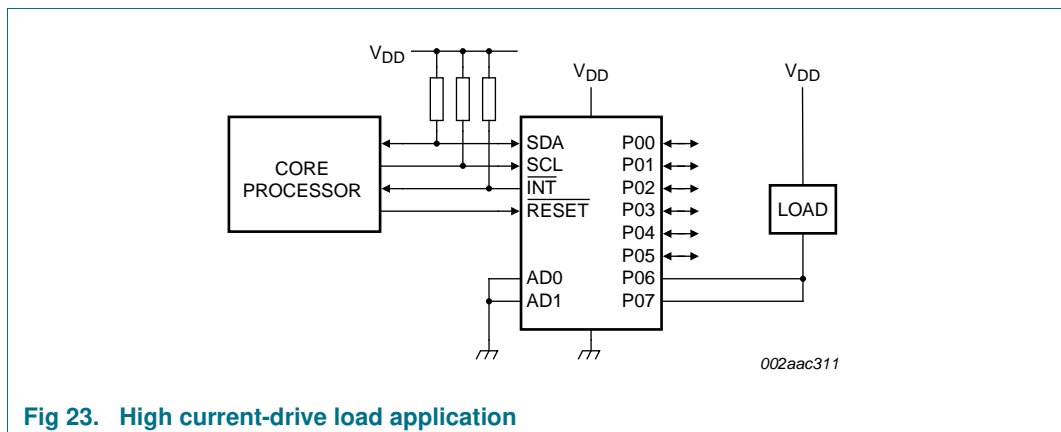 VDD
VDD
VDD
CORE
PROCESSOR
SDA
SCL
INT
RESET
AD0
AD1
P00
P01
P02
P03
P04
P05
P06
P07
LOAD
002aac311
Fig 23. High current-drive load application